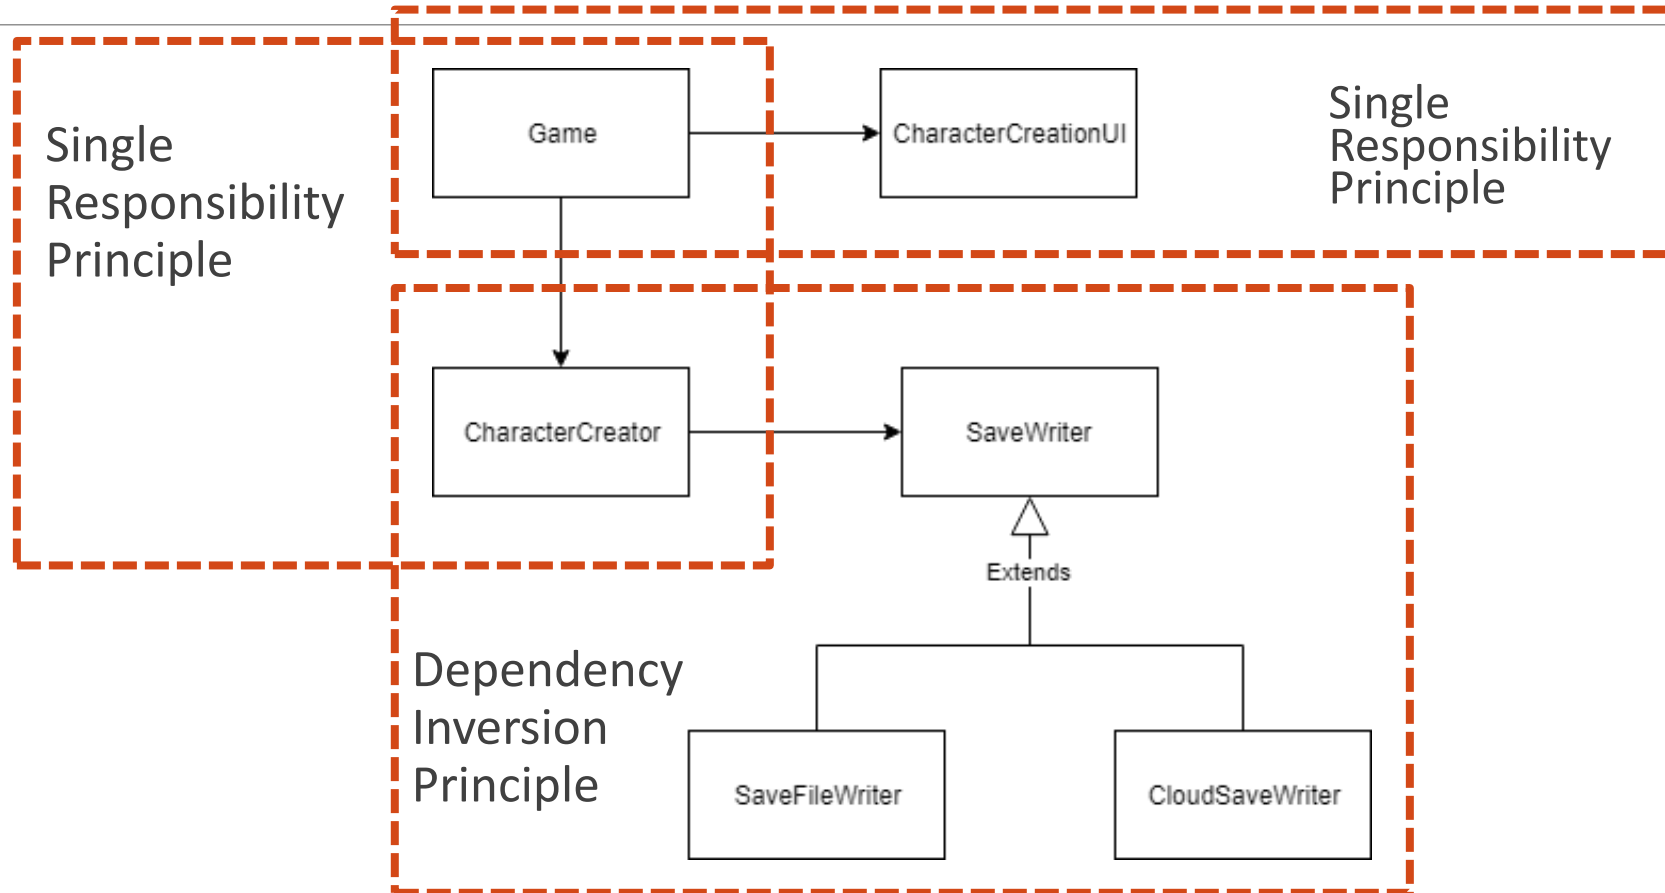 Single
Responsibility
Principle
Game
CharacterCreationUI
Single
Responsibility
Principle
CharacterCreator
SaveWriter
Extends
Dependency
Inversion
Principle
SaveFileWriter
CloudSaveWriter